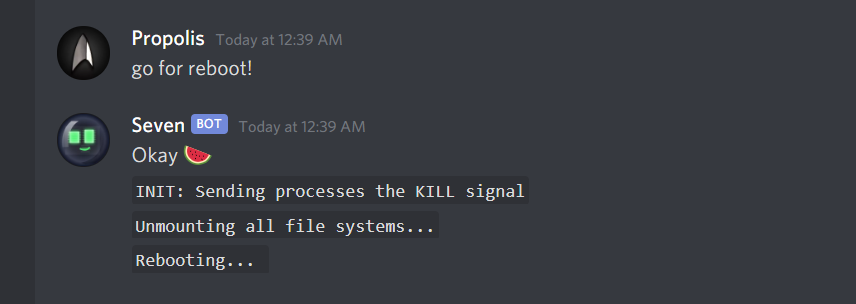 Propolis Today at 12:39 AM
go for reboot!
Seven BOT Today at 12:39 AM
Okay 🍉
INIT: Sending processes the KILL signal
Unmounting all file systems...
Rebooting...